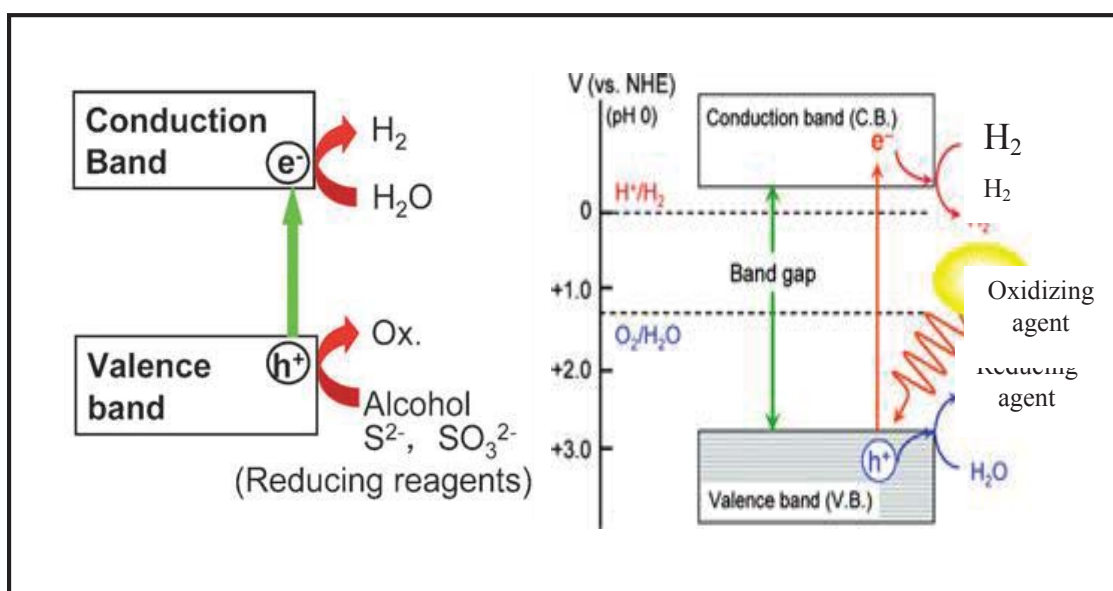 Conduction
Band
e⁻
H₂
H₂O
Valence
band
h⁺
Ox.
Alcohol
S²⁻, SO₃²⁻
(Reducing reagents)
V (vs. NHE)
(pH 0)
Conduction band (C.B.)
e⁻
H₂
H₂
H⁺/H₂
0
Band gap
+1.0
Oxidizing
agent
O₂/H₂O
+2.0
Reducing
agent
+3.0
h⁺
H₂O
Valence band (V.B.)